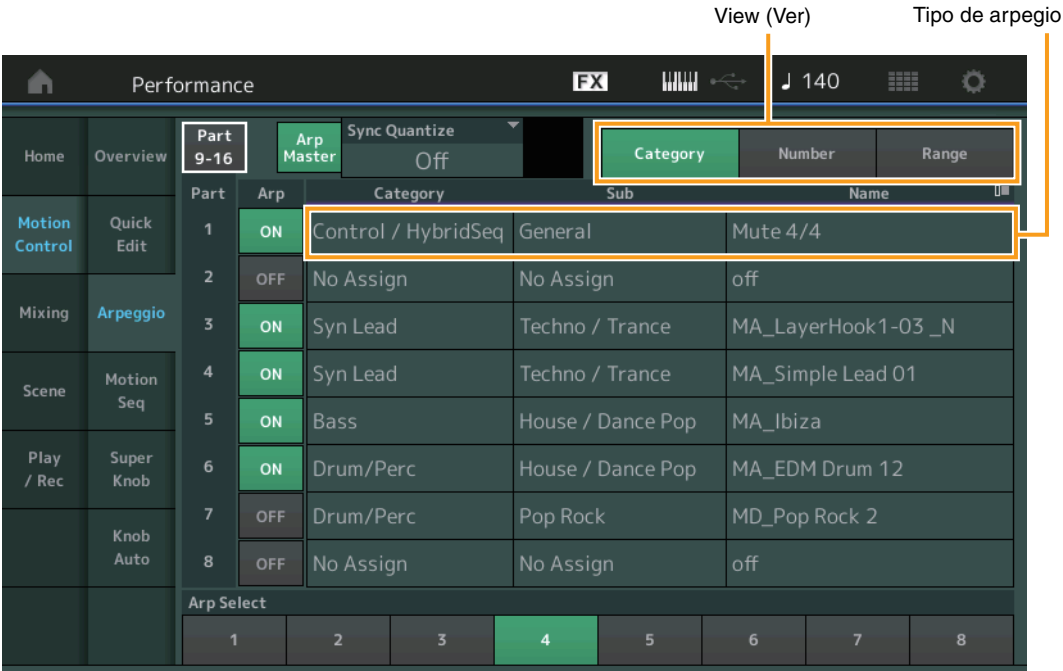 View (Ver) Tipo de arpegio
Performance FX 140
Home Overview Part 9-16 Arp Master Sync Quantize Off Category Number Range
Part Arp Category Sub Name
Motion Control Quick Edit 1 ON Control / HybridSeq General Mute 4/4
2 OFF No Assign No Assign off
Mixing Arpeggio 3 ON Syn Lead Techno / Trance MA_LayerHook1-03 _N
Scene Motion Seq 4 ON Syn Lead Techno / Trance MA_Simple Lead 01
5 ON Bass House / Dance Pop MA_Ibiza
Play / Rec Super Knob 6 ON Drum/Perc House / Dance Pop MA_EDM Drum 12
7 OFF Drum/Perc Pop Rock MD_Pop Rock 2
Knob Auto 8 OFF No Assign No Assign off
Arp Select
1 2 3 4 5 6 7 8